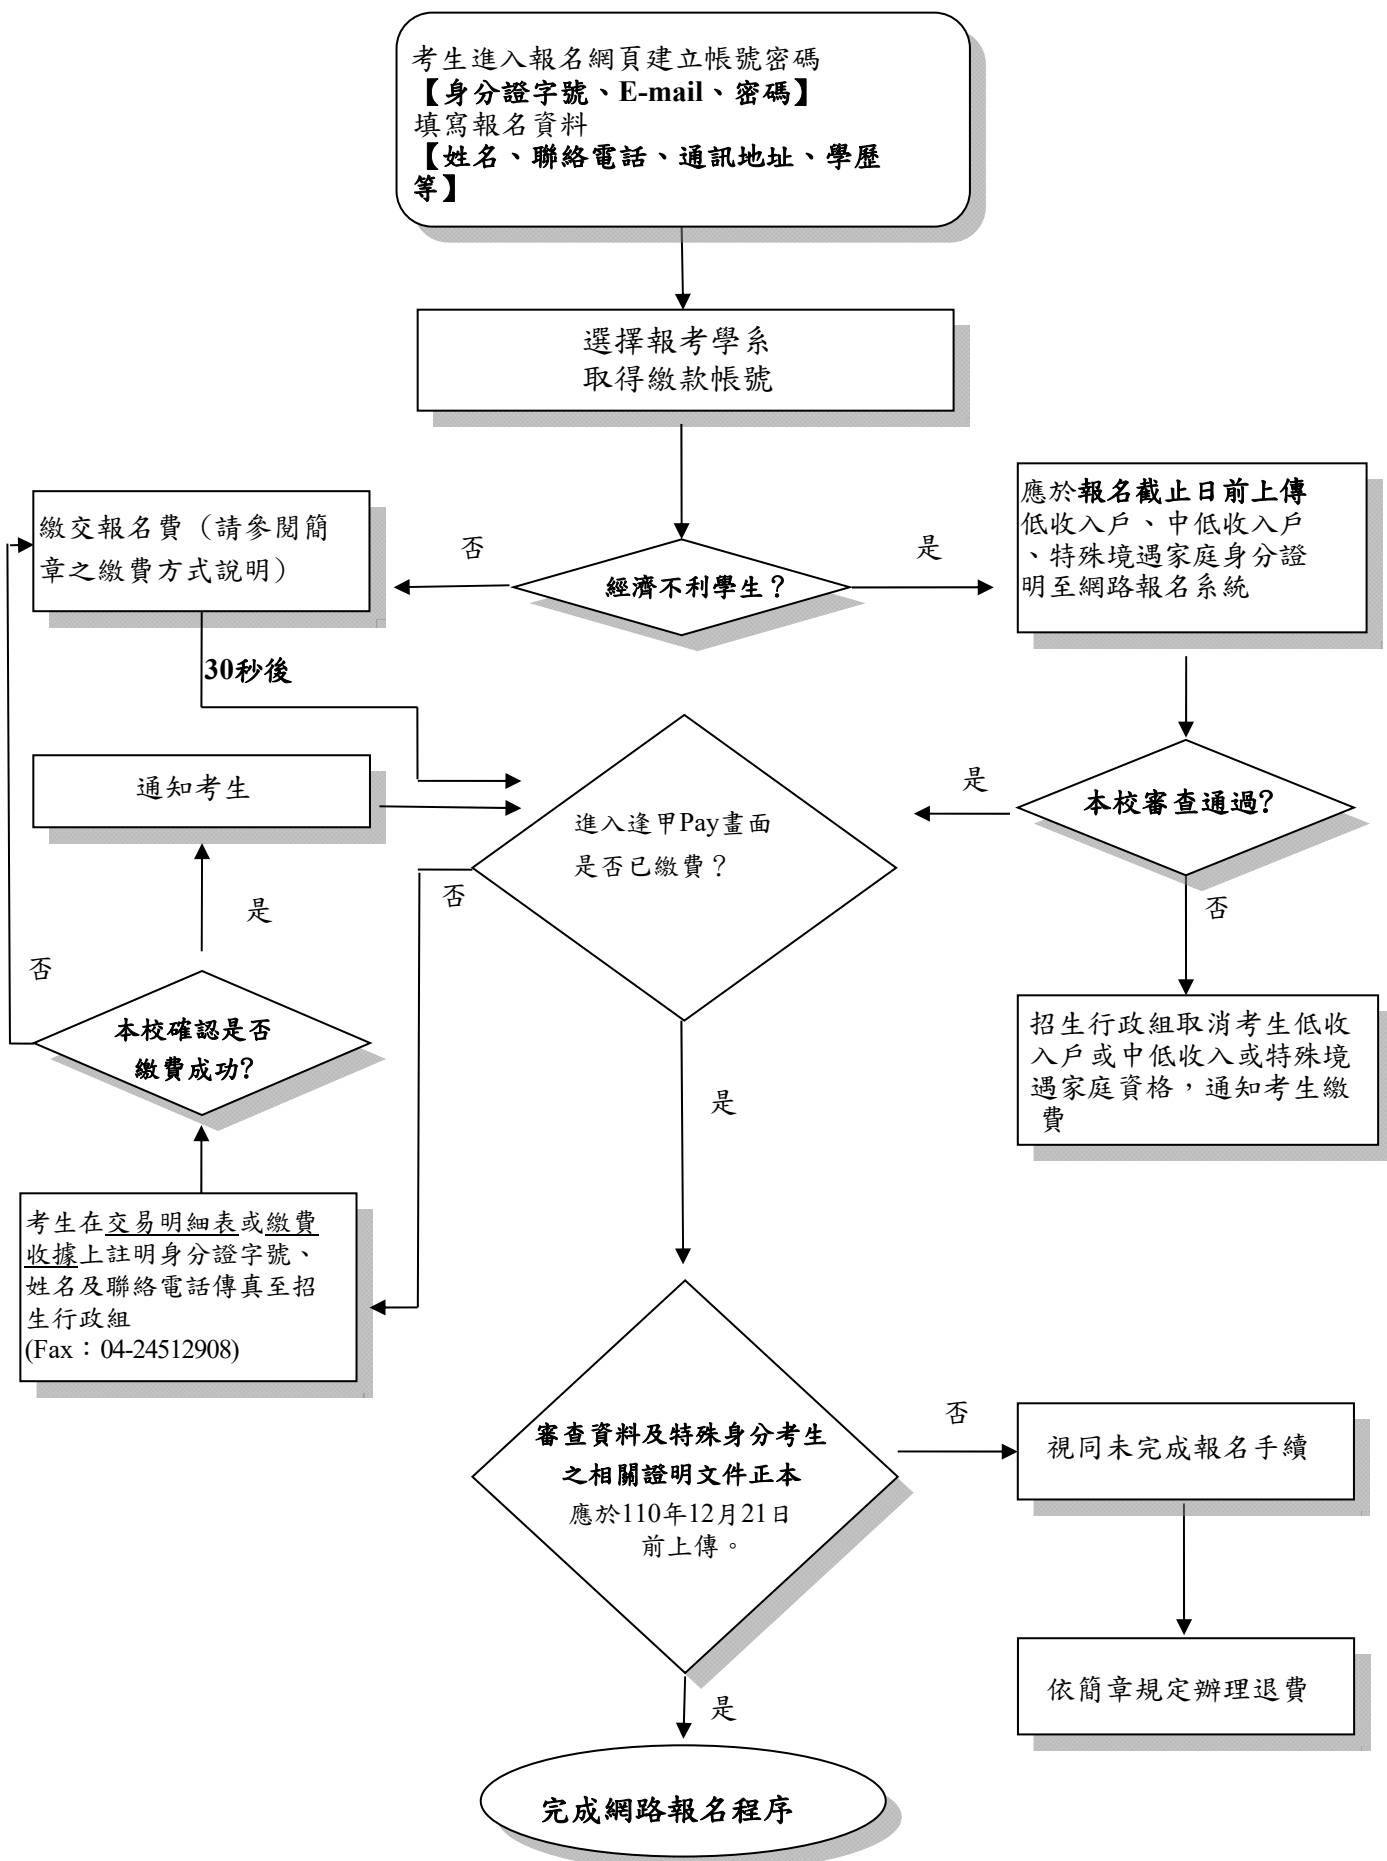 考生進入報名網頁建立帳號密碼
【身分證字號、E-mail、密碼】
填寫報名資料
【姓名、聯絡電話、通訊地址、學歷
等】
選擇報考學系
取得繳款帳號
繳交報名費（請參閱簡
章之繳費方式說明）
否
經濟不利學生？
是
應於報名截止日前上傳
低收入戶、中低收入戶
、特殊境遇家庭身分證
明至網路報名系統
30秒後
通知考生
進入逢甲Pay畫面
是否已繳費？
是
本校審查通過?
否
是
否
否
招生行政組取消考生低收
入戶或中低收入或特殊境
遇家庭資格，通知考生繳
費
本校確認是否
繳費成功?
是
考生在交易明細表或繳費
收據上註明身分證字號、
姓名及聯絡電話傳真至招
生行政組
(Fax：04-24512908)
審查資料及特殊身分考生
之相關證明文件正本
應於110年12月21日
前上傳。
否
視同未完成報名手續
依簡章規定辦理退費
是
完成網路報名程序